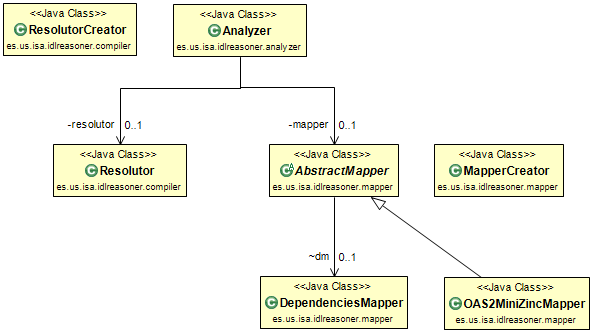 <<Java Class>>
ResolutorCreator
es.us.isa.idlreasoner.compiler
<<Java Class>>
Analyzer
es.us.isa.idlreasoner.analyzer
-resolutor
0..1
-mapper
0..1
<<Java Class>>
Resolutor
es.us.isa.idlreasoner.compiler
<<Java Class>>
AbstractMapper
es.us.isa.idlreasoner.mapper
<<Java Class>>
MapperCreator
es.us.isa.idlreasoner.mapper
~dm
0..1
<<Java Class>>
DependenciesMapper
es.us.isa.idlreasoner.mapper
<<Java Class>>
OAS2MiniZincMapper
es.us.isa.idlreasoner.mapper